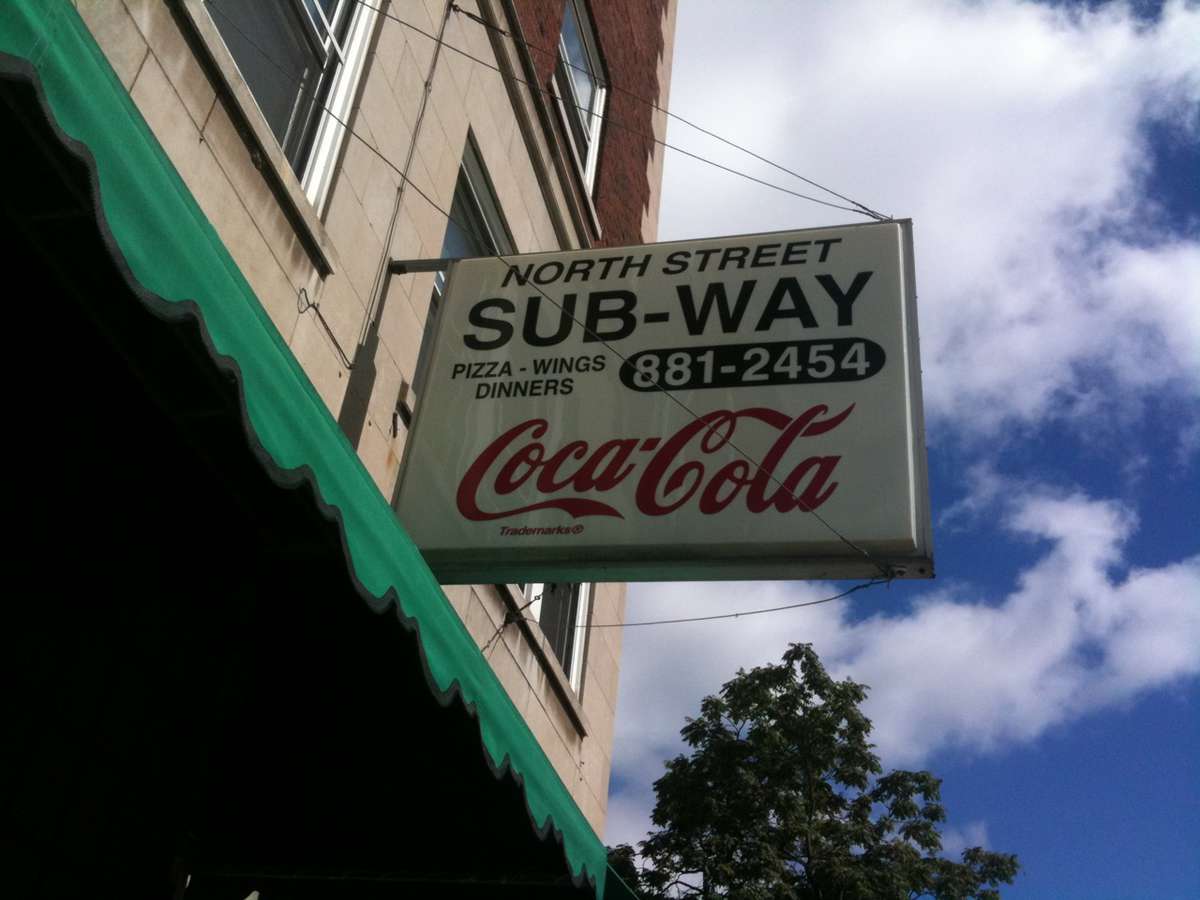 NORTH STREET
SUB-WAY
PIZZA - WINGS
DINNERS
881-2454
Coca-Cola
Trademarks®